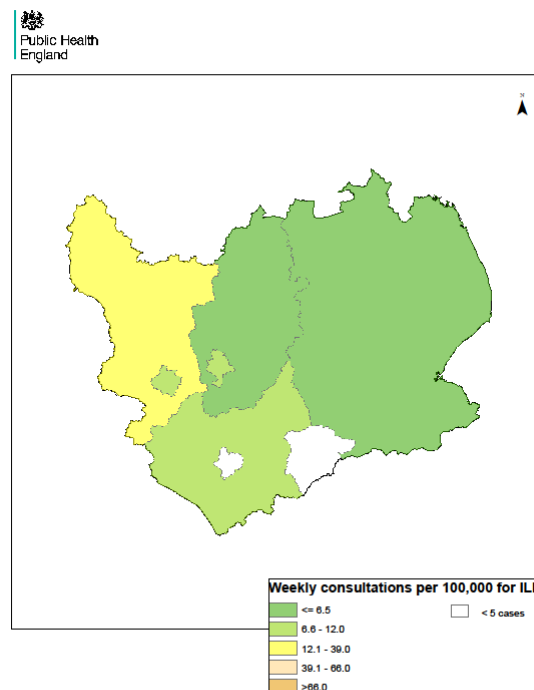 Public Health
England
Weekly consultations per 100,000 for ILI
<= 6.5
< 5 cases
6.6 - 12.0
12.1 - 39.0
39.1 - 66.0
>66.0